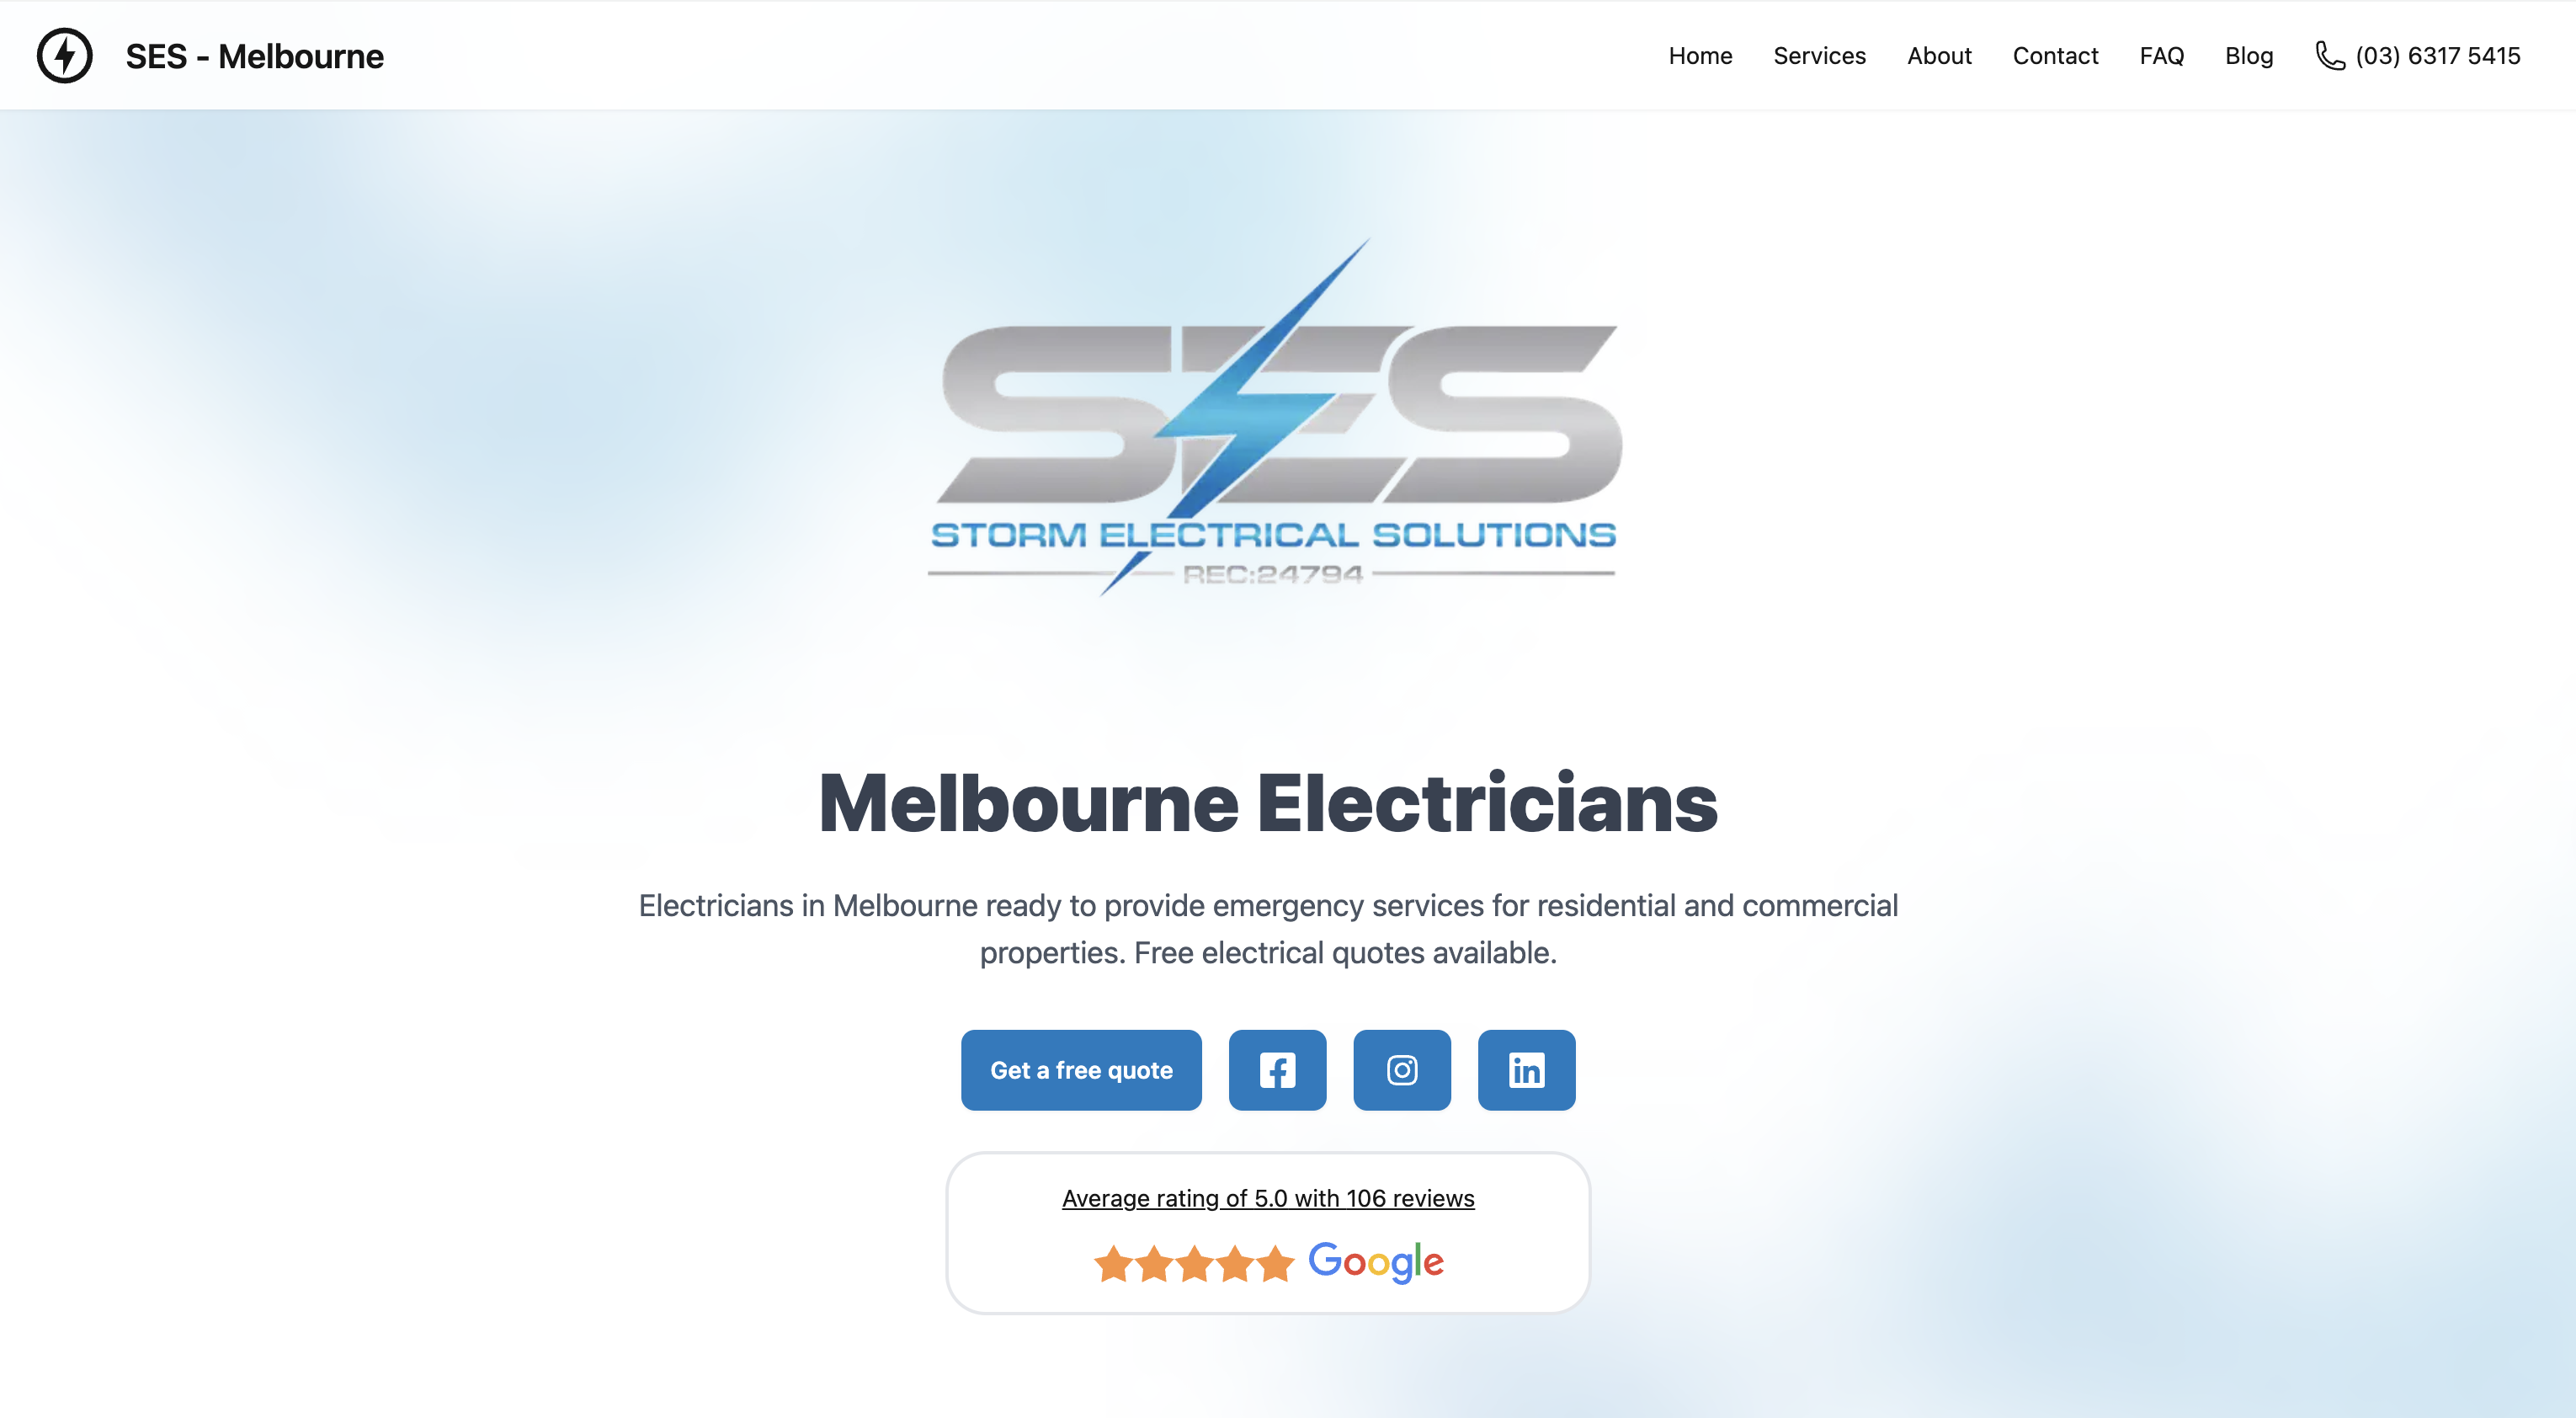 SES - Melbourne
Home
Services
About
Contact
FAQ
Blog
(03) 6317 5415
SES
STORM ELECTRICAL SOLUTIONS
REC:24794
Melbourne Electricians
Electricians in Melbourne ready to provide emergency services for residential and commercial
properties. Free electrical quotes available.
Get a free quote
Average rating of 5.0 with 106 reviews
Google